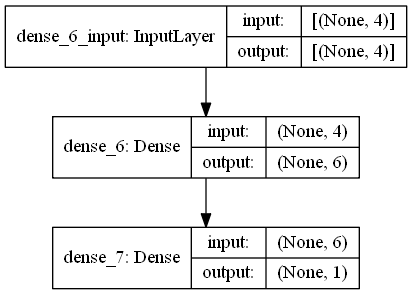 dense_6_input: InputLayer
input: [(None, 4)]
output: [(None, 4)]
dense_6: Dense
input: (None, 4)
output: (None, 6)
dense_7: Dense
input: (None, 6)
output: (None, 1)